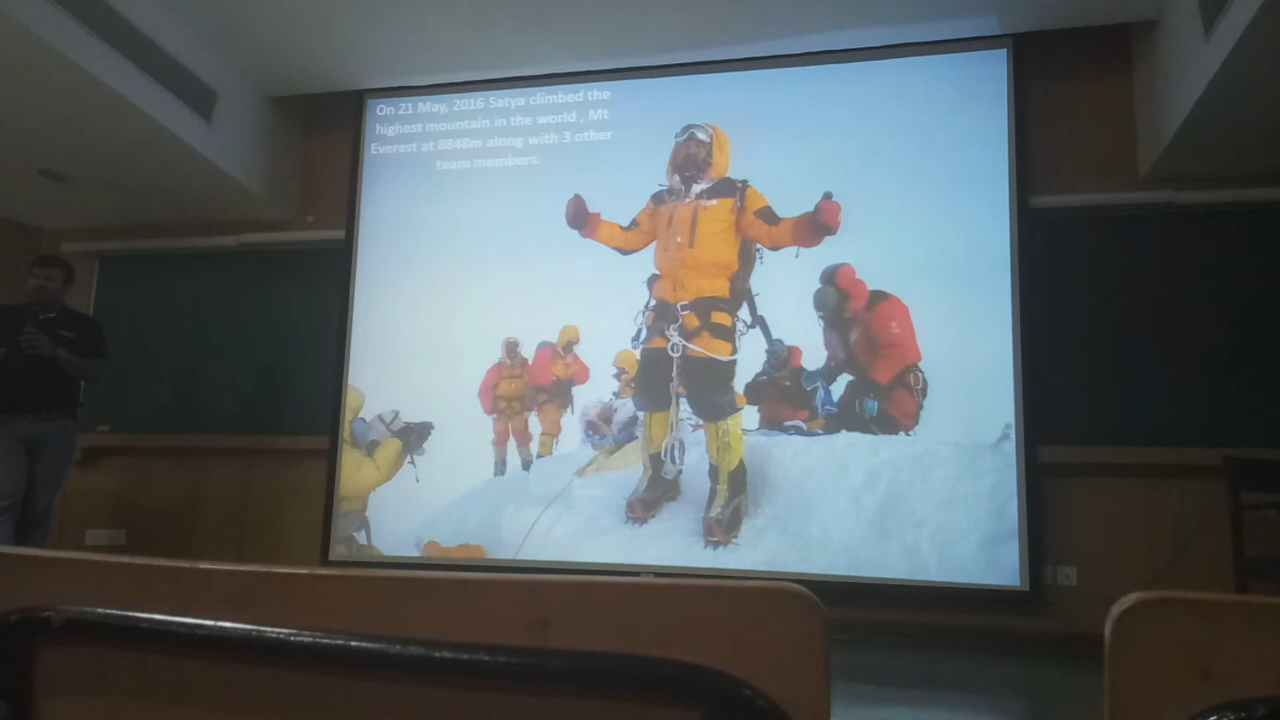 On 21 May, 2016 Satya climbed the
highest mountain in the world , Mt
Everest at 8848m along with 3 other
team members.